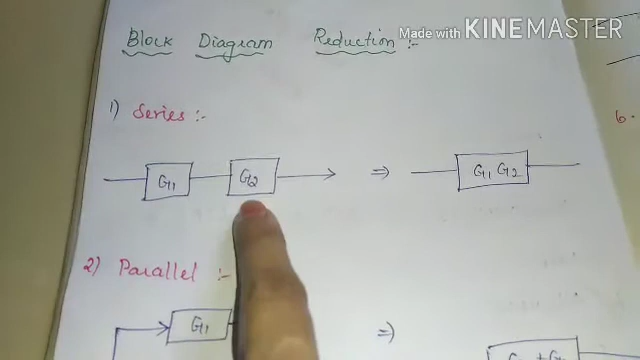 Block Diagram Reduction :-
Made with KINEMASTER
1) Series :-
6.
G1 G2 ⇒ G1 G2
2) Parallel :-
G1 ⇒